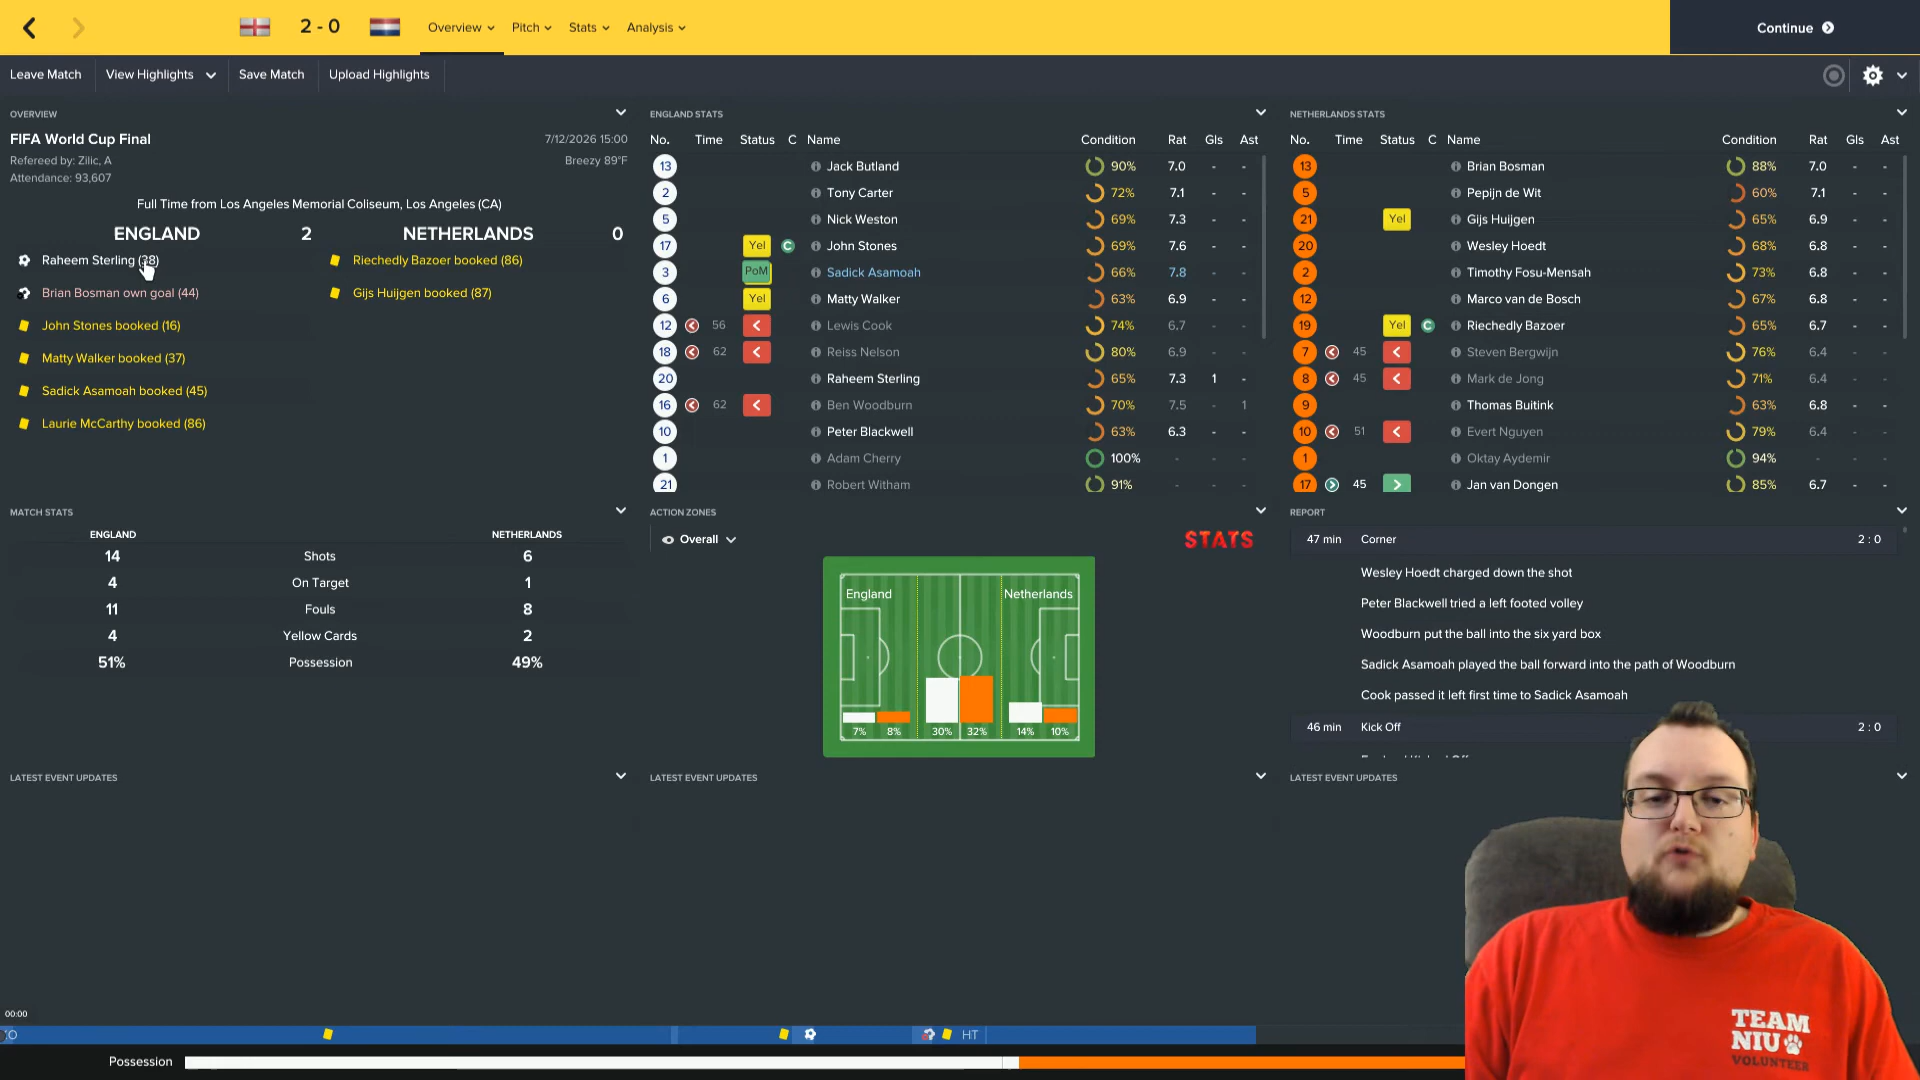 2 - 0
Overview
Pitch
Stats
Analysis
Continue
Leave Match
View Highlights
Save Match
Upload Highlights
OVERVIEW
FIFA World Cup Final
7/12/2026 15:00
Refereed by: Zilic, A
Breezy 89°F
Attendance: 93,607
Full Time from Los Angeles Memorial Coliseum, Los Angeles (CA)
ENGLAND 2 NETHERLANDS 0
Raheem Sterling (38)
Riechedly Bazoer booked (86)
Brian Bosman own goal (44)
Gijs Huijgen booked (87)
John Stones booked (16)
Matty Walker booked (37)
Sadick Asamoah booked (45)
Laurie McCarthy booked (86)
ENGLAND STATS
No. Time Status C Name Condition Rat Gls Ast
13 Jack Butland 90% 7.0 - -
2 Tony Carter 72% 7.1 - -
5 Nick Weston 69% 7.3 - -
17 Yel C John Stones 69% 7.6 - -
3 PoM Sadick Asamoah 66% 7.8 - -
6 Yel Matty Walker 63% 6.9 - -
12 56 Lewis Cook 74% 6.7 - -
18 62 Reiss Nelson 80% 6.9 - -
20 Raheem Sterling 65% 7.3 1 -
16 62 Ben Woodburn 70% 7.5 - 1
10 Peter Blackwell 63% 6.3 - -
1 Adam Cherry 100% - - -
21 Robert Witham 91% - - -
NETHERLANDS STATS
No. Time Status C Name Condition Rat Gls Ast
13 Brian Bosman 88% 7.0 - -
5 Pepijn de Wit 60% 7.1 - -
21 Yel Gijs Huijgen 65% 6.9 - -
20 Wesley Hoedt 68% 6.8 - -
2 Timothy Fosu-Mensah 73% 6.8 - -
12 Marco van de Bosch 67% 6.8 - -
19 Yel C Riechedly Bazoer 65% 6.7 - -
7 45 Steven Bergwijn 76% 6.4 - -
8 45 Mark de Jong 71% 6.4 - -
9 Thomas Buitink 63% 6.8 - -
10 51 Evert Nguyen 79% 6.4 - -
1 Oktay Aydemir 94% - - -
17 45 Jan van Dongen 85% 6.7 - -
MATCH STATS
ENGLAND NETHERLANDS
14 Shots 6
4 On Target 1
11 Fouls 8
4 Yellow Cards 2
51% Possession 49%
ACTION ZONES
Overall
STATS
England Netherlands
7% 8% 30% 32% 14% 10%
REPORT
47 min Corner 2 : 0
Wesley Hoedt charged down the shot
Peter Blackwell tried a left footed volley
Woodburn put the ball into the six yard box
Sadick Asamoah played the ball forward into the path of Woodburn
Cook passed it left first time to Sadick Asamoah
46 min Kick Off 2 : 0
LATEST EVENT UPDATES
LATEST EVENT UPDATES
LATEST EVENT UPDATES
00:00
HT
Possession
TEAM
NIU
VOLUNTEER